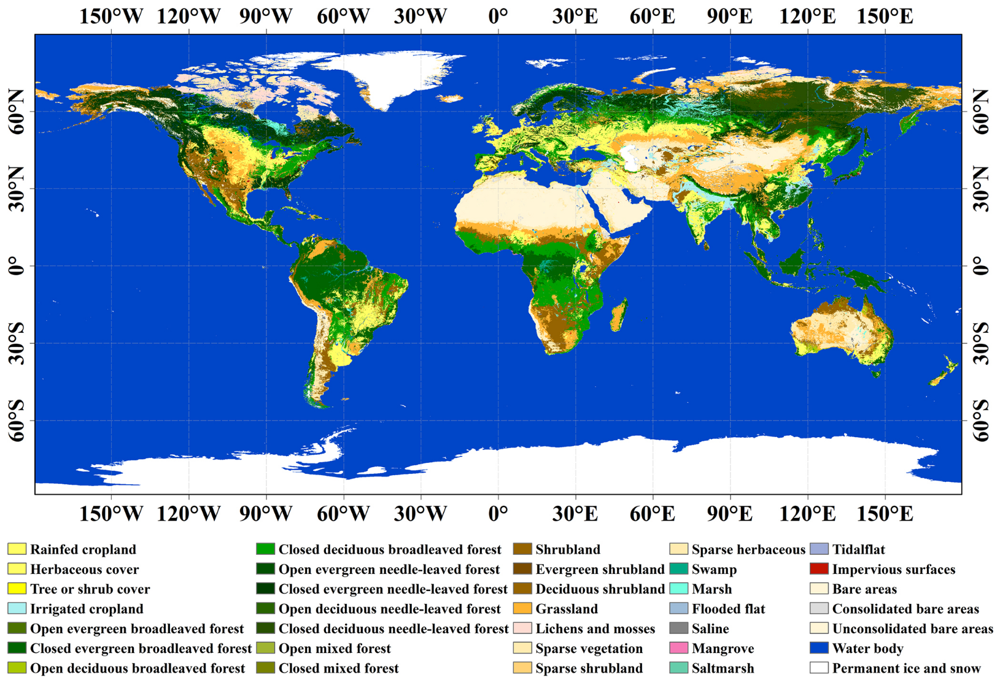 150°W 120°W 90°W 60°W 30°W 0° 30°E 60°E 90°E 120°E 150°E
60°N 60°N
30°N 30°N
0° 0°
30°S 30°S
60°S 60°S
150°W 120°W 90°W 60°W 30°W 0° 30°E 60°E 90°E 120°E 150°E
Rainfed cropland
Herbaceous cover
Tree or shrub cover
Irrigated cropland
Open evergreen broadleaved forest
Closed evergreen broadleaved forest
Open deciduous broadleaved forest
Closed deciduous broadleaved forest
Open evergreen needle-leaved forest
Closed evergreen needle-leaved forest
Open deciduous needle-leaved forest
Closed deciduous needle-leaved forest
Open mixed forest
Closed mixed forest
Shrubland
Evergreen shrubland
Deciduous shrubland
Grassland
Lichens and mosses
Sparse vegetation
Sparse shrubland
Sparse herbaceous
Swamp
Marsh
Flooded flat
Saline
Mangrove
Saltmarsh
Tidalflat
Impervious surfaces
Bare areas
Consolidated bare areas
Unconsolidated bare areas
Water body
Permanent ice and snow